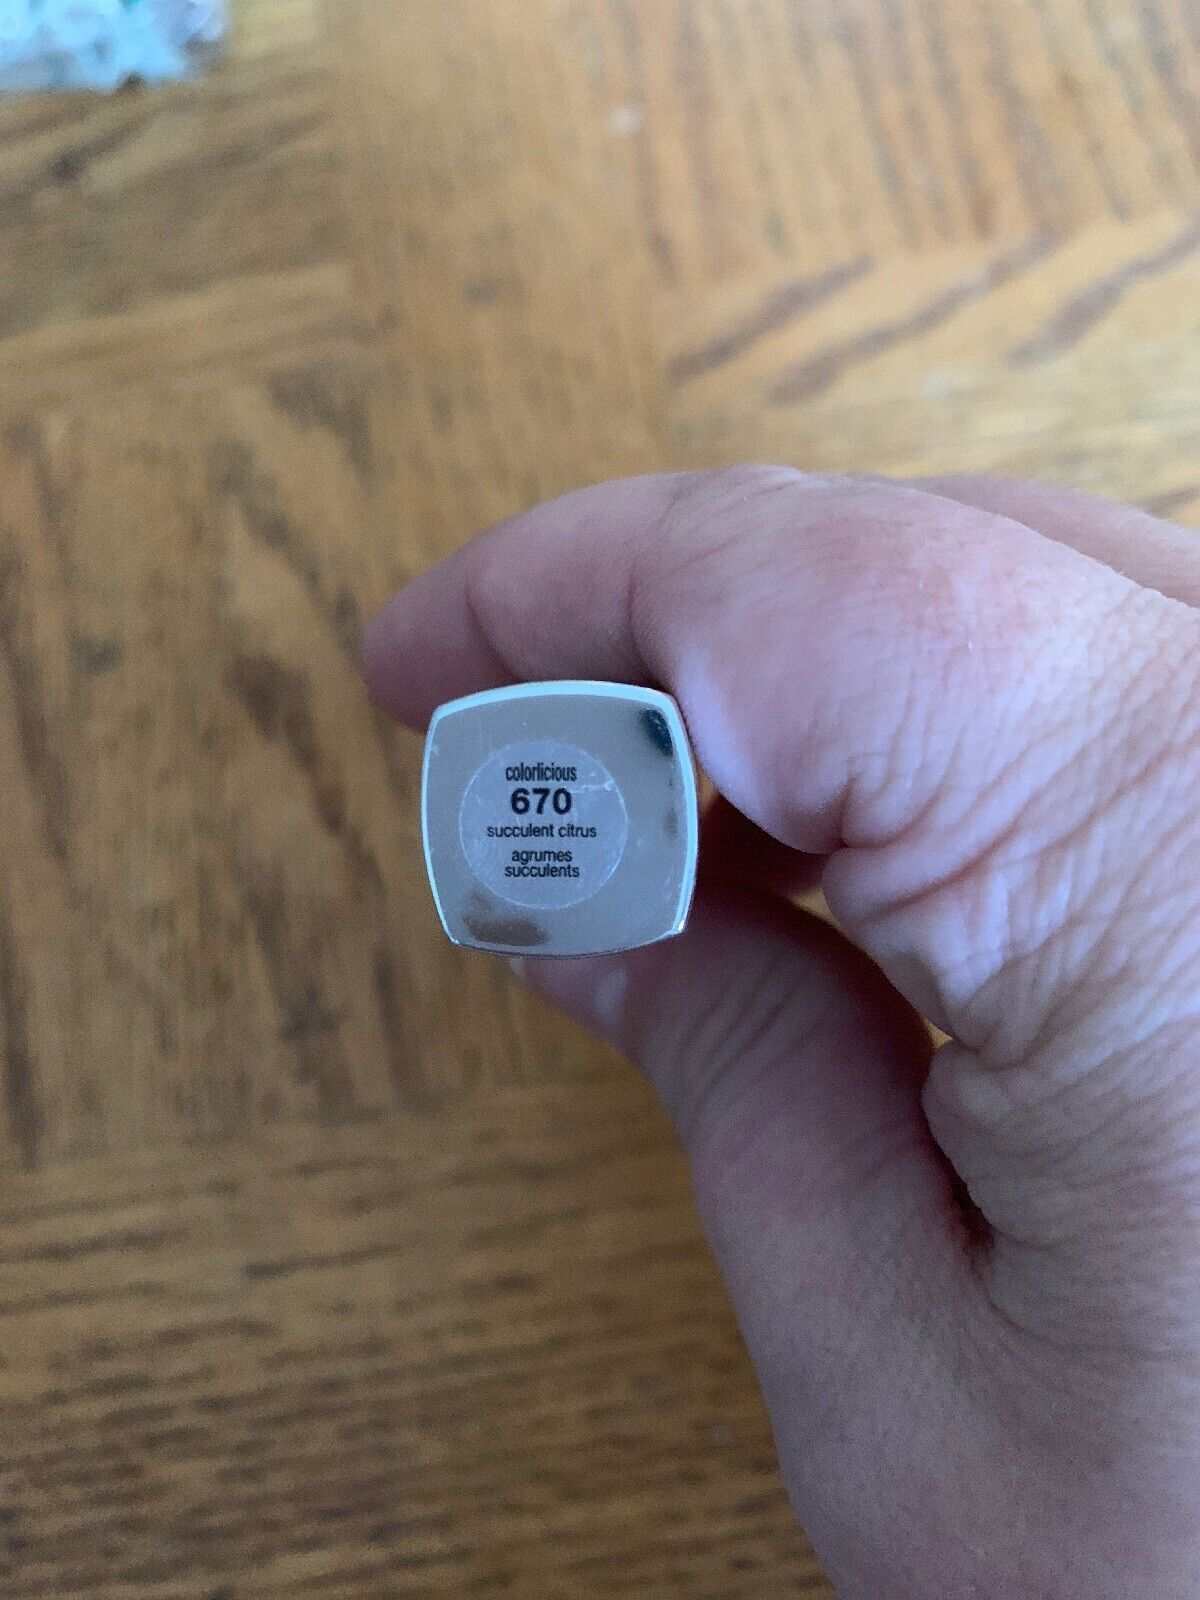 colorlicious
670
succulent citrus
agrumes
succulents